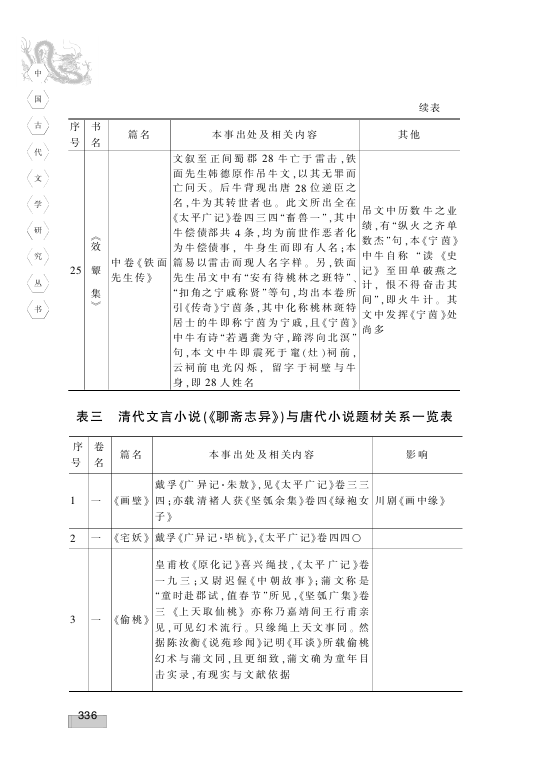 中
国
古
代
文
学
研
究
丛
书
续表
序号 书名 篇名 本事出处及相关内容 其他
25
《效颦集》
中卷《铁面
先生传》
文叙至正间蜀郡 28 牛亡于雷击,铁
面先生韩德原作吊牛文,以其无罪而
亡问天。后牛背现出唐 28 位逆臣之
名,牛为其转世者也。此文所出全在
《太平广记》卷四三四“畜兽一”,其中
牛偿债部共 4 条,均为前世作恶者化
为牛偿债事，牛身生而即有人名;本
篇易以雷击而现人名字样。另,铁面
先生吊文中有“安有待桃林之班特”、
“扣角之宁戚称贤”等句,均出本卷所
引《传奇》宁茵条,其中化称桃林斑特
居士的牛即称宁茵为宁戚,且《宁茵》
中牛有诗“若遇龚为守,蹄涔向北溟”
句,本文中牛即震死于竈(灶)祠前,
云祠前电光闪烁，留字于祠壁与牛
身,即 28 人姓名
吊文中历数牛之业
绩,有“纵火之齐单
数杰”句,本《宁茵》
中牛自称“读《史
记》至田单破燕之
计，恨不得奋击其
间”,即火牛计。其
文中发挥《宁茵》处
尚多
表三 清代文言小说(《聊斋志异》)与唐代小说题材关系一览表
序号 卷名 篇名 本事出处及相关内容 影响
1 一 《画壁》
戴孚《广异记·朱敖》,见《太平广记》卷三三
四;亦载清褚人获《坚瓠余集》卷四《绿袍女
子》
川剧《画中缘》
2 一 《宅妖》 戴孚《广异记·毕杭》,《太平广记》卷四四〇
3 一 《偷桃》
皇甫枚《原化记》喜兴绳技,《太平广记》卷
一九三;又尉迟偓《中朝故事》;蒲文称是
“童时赴郡试,值春节”所见,《坚瓠广集》卷
三《上天取仙桃》亦称乃嘉靖间王行甫亲
见,可见幻术流行。只缘绳上天文事同。然
据陈汝衡《说苑珍闻》记明《耳谈》所载偷桃
幻术与蒲文同,且更细致,蒲文确为童年目
击实录,有现实与文献依据
336